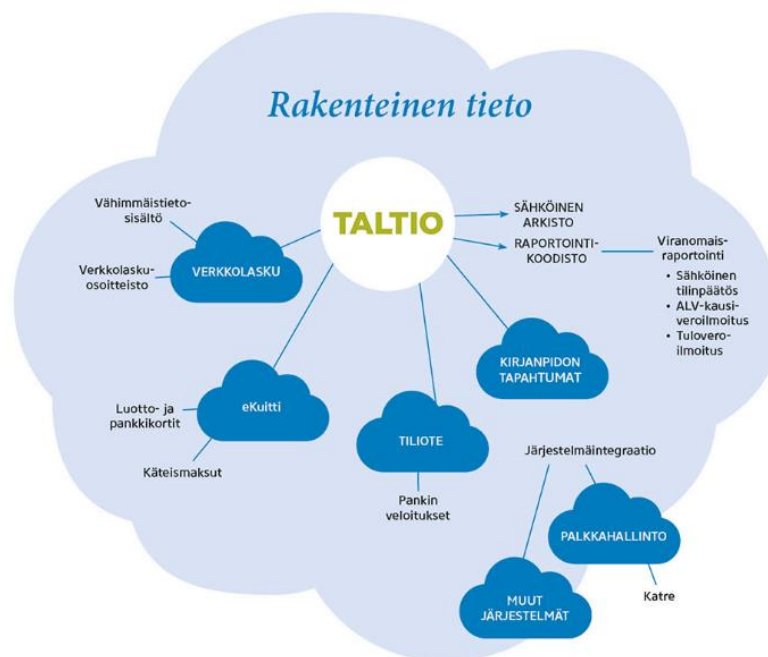 Rakenteinen tieto
TALTIO
SÄHKÖINEN
ARKISTO
RAPORTOINTI-
KOODISTO
Viranomais-
raportointi
• Sähköinen
tilinpäätös
• ALV-kausi-
veroilmoitus
• Tulovero-
ilmoitus
Vähimmäistieto-
sisältö
Verkkolasku-
osoitteisto
VERKKOLASKU
KIRJANPIDON
TAPAHTUMAT
eKuitti
Luotto- ja
pankkikortit
Käteismaksut
TILIOTE
Pankin
veloitukset
Järjestelmäintegraatio
PALKKAHALLINTO
Katre
MUUT
JÄRJESTELMÄT